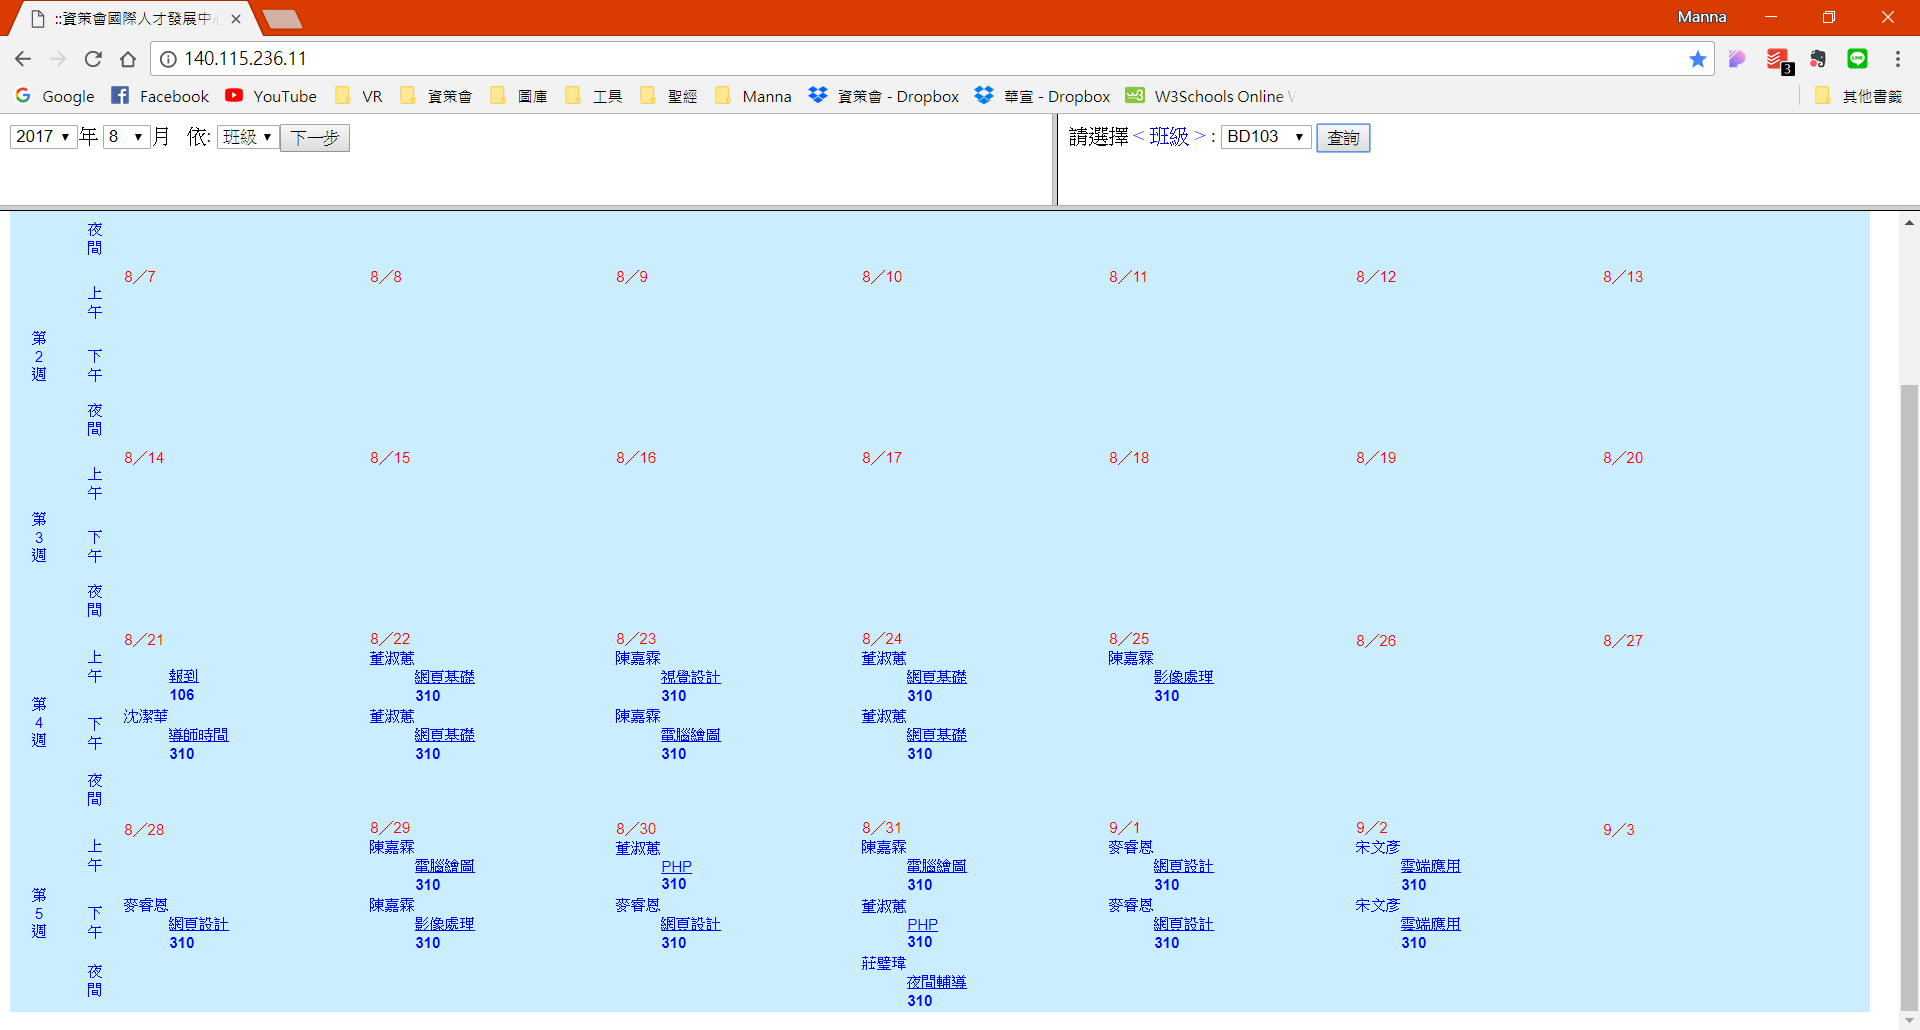 ::資策會國際人才發展中
Manna
140.115.236.11
3
Google Facebook YouTube VR 資策會 圖庫 工具 聖經 Manna 資策會 - Dropbox 華宣 - Dropbox W3Schools Online 其他書籤
2017 年 8 月 依: 班級 下一步
請選擇 < 班級 > : BD103 查詢
夜間
8／7 8／8 8／9 8／10 8／11 8／12 8／13
上午
第2週
下午
夜間
8／14 8／15 8／16 8／17 8／18 8／19 8／20
上午
第3週
下午
夜間
8／21 8／22 8／23 8／24 8／25 8／26 8／27
上午
董淑蕙 陳嘉霖 董淑蕙 陳嘉霖
報到 網頁基礎 視覺設計 網頁基礎 影像處理
106 310 310 310 310
第4週
下午
沈潔華 董淑蕙 陳嘉霖 董淑蕙
導師時間 網頁基礎 電腦繪圖 網頁基礎
310 310 310 310
夜間
8／28 8／29 8／30 8／31 9／1 9／2 9／3
上午
陳嘉霖 董淑蕙 陳嘉霖 麥睿恩 宋文彥
電腦繪圖 PHP 電腦繪圖 網頁設計 雲端應用
310 310 310 310 310
第5週
下午
麥睿恩 陳嘉霖 麥睿恩 董淑蕙 麥睿恩 宋文彥
網頁設計 影像處理 網頁設計 PHP 網頁設計 雲端應用
310 310 310 310 310 310
夜間
莊璧瑋
夜間輔導
310